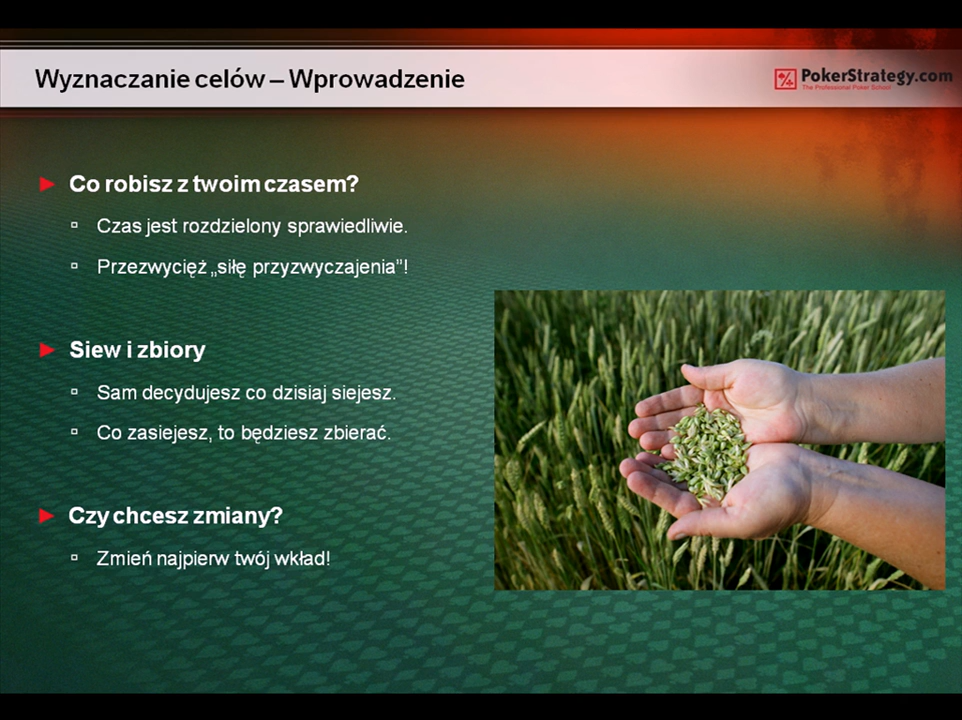 Wyznaczanie celów – Wprowadzenie
PokerStrategy.com
The Professional Poker School
Co robisz z twoim czasem?
Czas jest rozdzielony sprawiedliwie.
Przezwycięż „siłę przyzwyczajenia”!
Siew i zbiory
Sam decydujesz co dzisiaj siejesz.
Co zasiejesz, to będziesz zbierać.
Czy chcesz zmiany?
Zmień najpierw twój wkład!